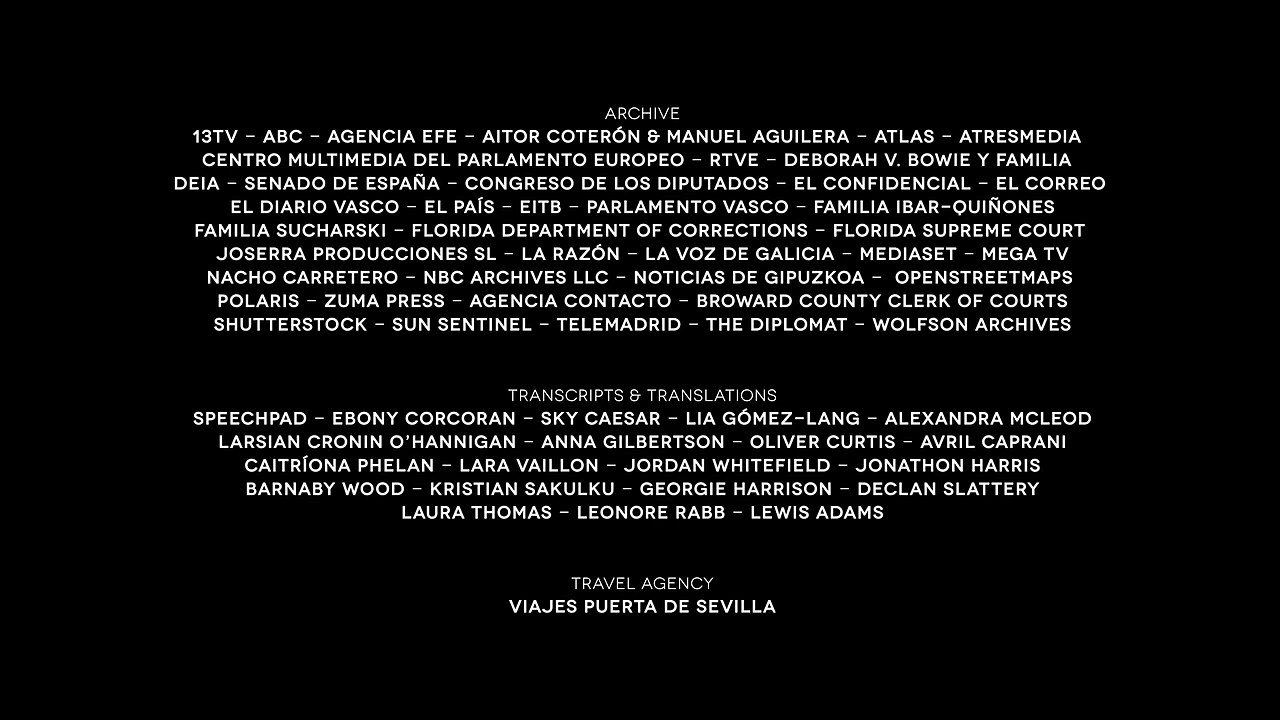 ARCHIVE
13TV – ABC – AGENCIA EFE – AITOR COTERÓN & MANUEL AGUILERA – ATLAS – ATRESMEDIA
CENTRO MULTIMEDIA DEL PARLAMENTO EUROPEO – RTVE – DEBORAH V. BOWIE Y FAMILIA
DEIA – SENADO DE ESPAÑA – CONGRESO DE LOS DIPUTADOS – EL CONFIDENCIAL – EL CORREO
EL DIARIO VASCO – EL PAÍS – EITB – PARLAMENTO VASCO – FAMILIA IBAR-QUIÑONES
FAMILIA SUCHARSKI – FLORIDA DEPARTMENT OF CORRECTIONS – FLORIDA SUPREME COURT
JOSERRA PRODUCCIONES SL – LA RAZÓN – LA VOZ DE GALICIA – MEDIASET – MEGA TV
NACHO CARRETERO – NBC ARCHIVES LLC – NOTICIAS DE GIPUZKOA – OPENSTREETMAPS
POLARIS – ZUMA PRESS – AGENCIA CONTACTO – BROWARD COUNTY CLERK OF COURTS
SHUTTERSTOCK – SUN SENTINEL – TELEMADRID – THE DIPLOMAT – WOLFSON ARCHIVES
TRANSCRIPTS & TRANSLATIONS
SPEECHPAD – EBONY CORCORAN – SKY CAESAR – LIA GÓMEZ-LANG – ALEXANDRA MCLEOD
LARSIAN CRONIN O'HANNIGAN – ANNA GILBERTSON – OLIVER CURTIS – AVRIL CAPRANI
CAITRÍONA PHELAN – LARA VAILLON – JORDAN WHITEFIELD – JONATHON HARRIS
BARNABY WOOD – KRISTIAN SAKULKU – GEORGIE HARRISON – DECLAN SLATTERY
LAURA THOMAS – LEONORE RABB – LEWIS ADAMS
TRAVEL AGENCY
VIAJES PUERTA DE SEVILLA